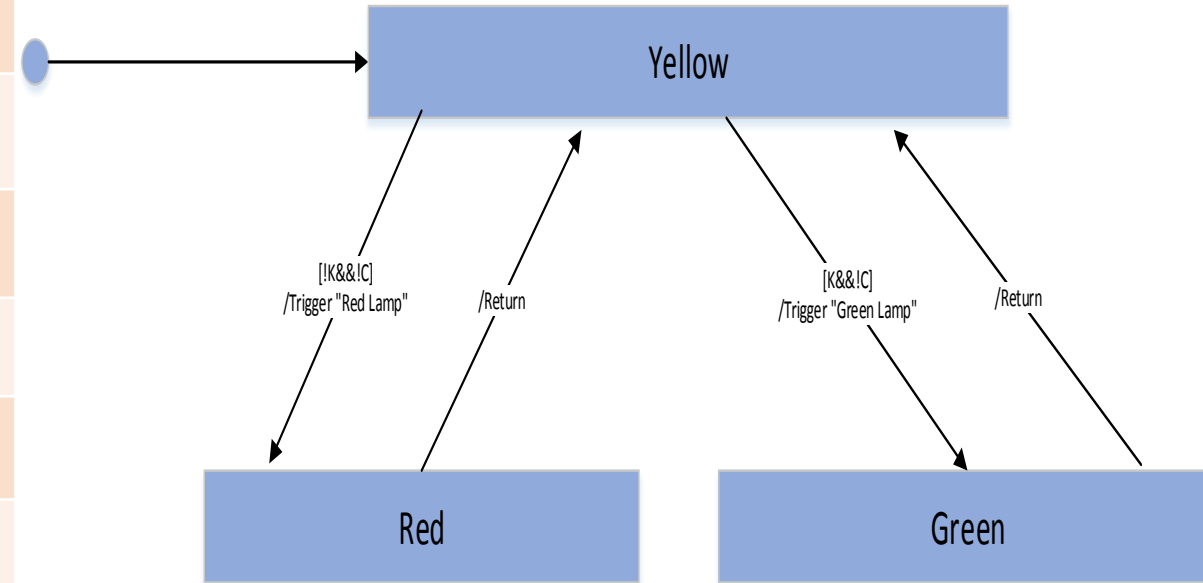 Yellow
[!K&&!C]
/Trigger "Red Lamp"
/Return
[K&&!C]
/Trigger "Green Lamp"
/Return
Red
Green